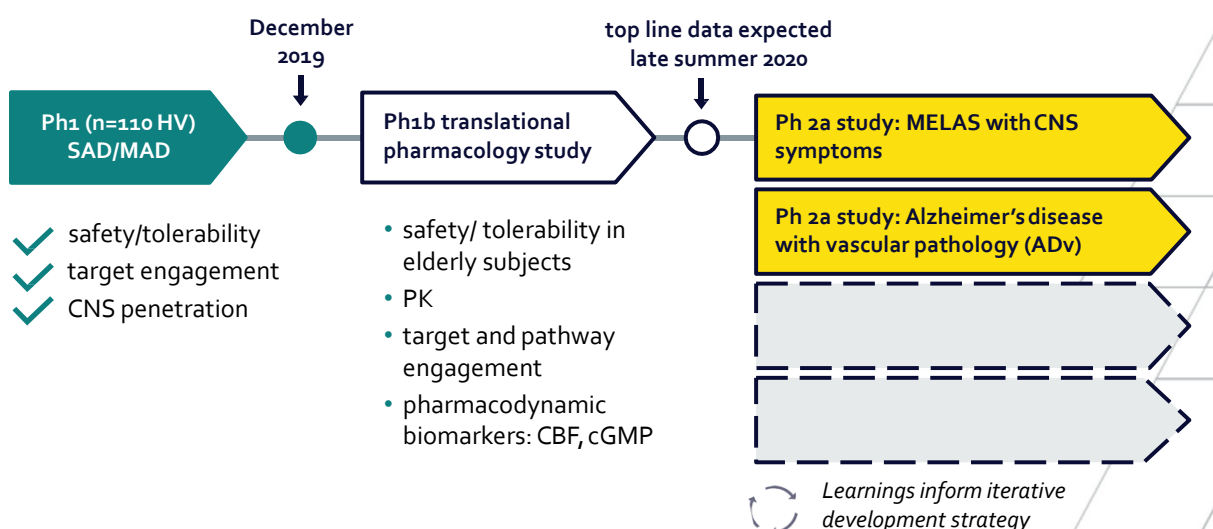 December
2019
top line data expected
late summer 2020
Ph1 (n=110 HV)
SAD/MAD
Ph1b translational
pharmacology study
Ph 2a study: MELAS with CNS
symptoms
Ph 2a study: Alzheimer's disease
with vascular pathology (ADv)
safety/tolerability
target engagement
CNS penetration
• safety/ tolerability in
elderly subjects
• PK
• target and pathway
engagement
• pharmacodynamic
biomarkers: CBF, cGMP
Learnings inform iterative
development strategy